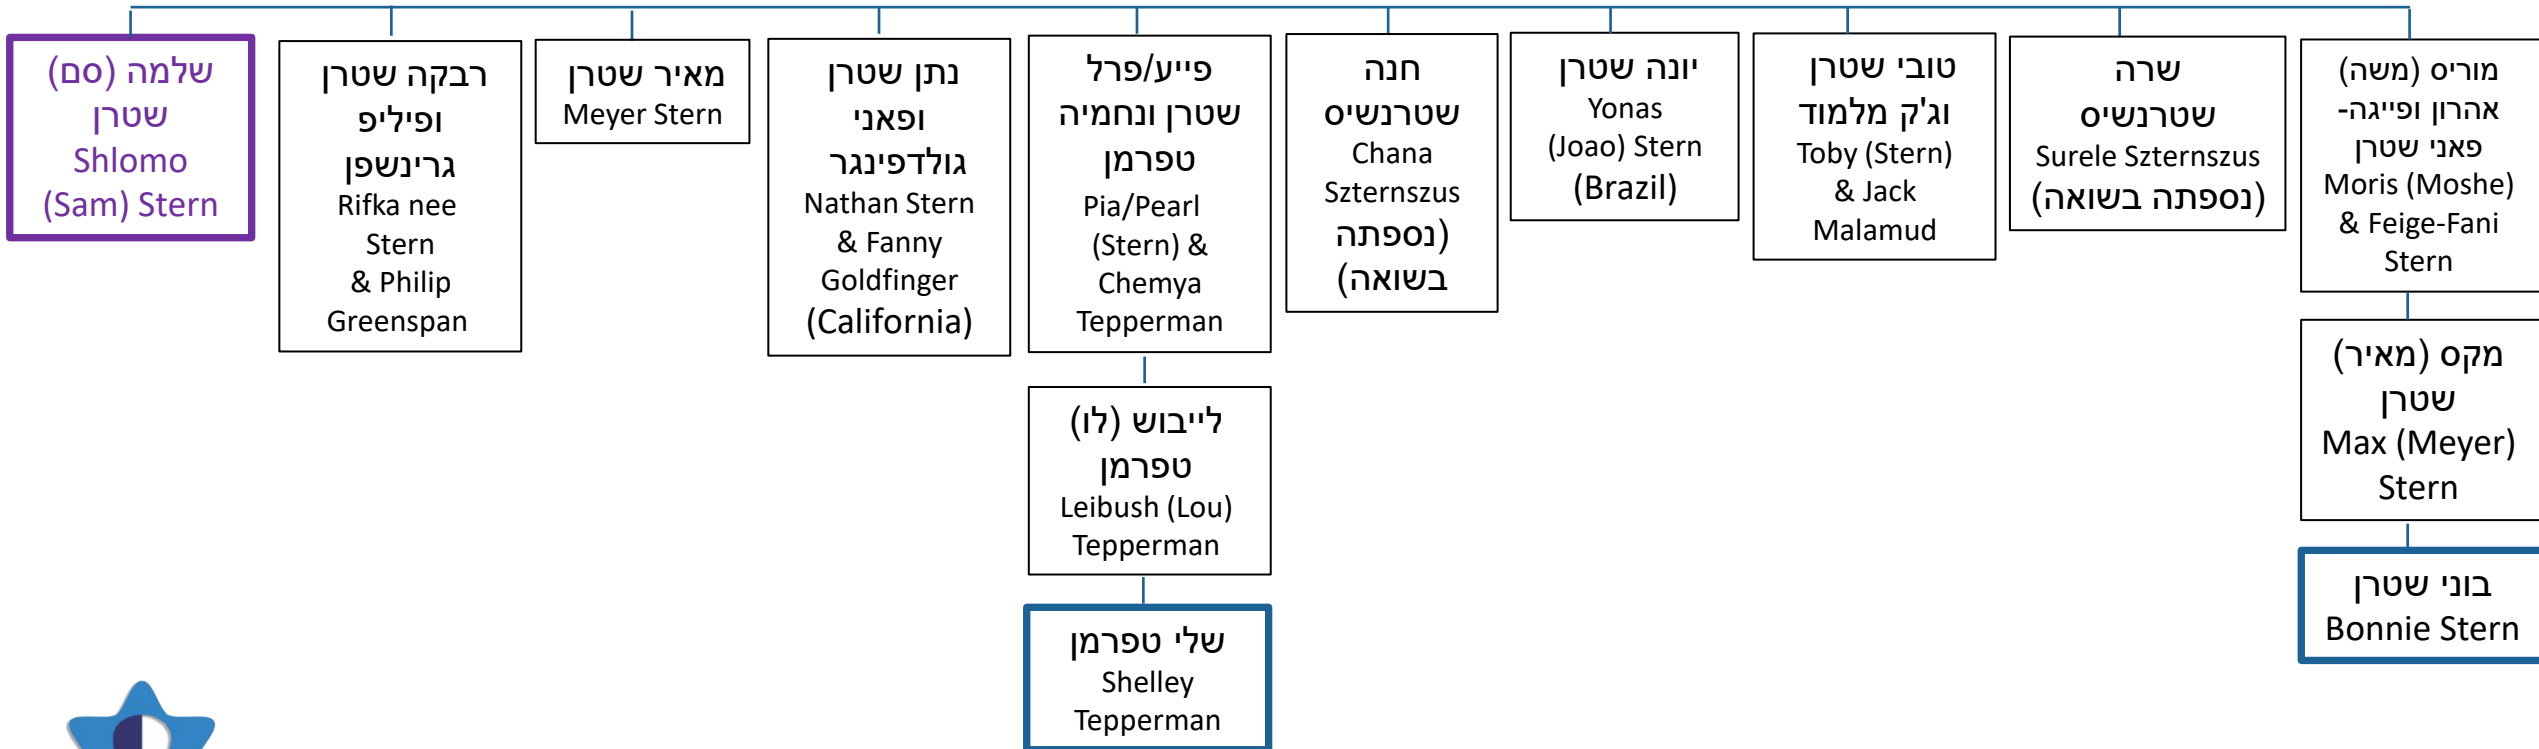 שלמה (סם)
שטרן
Shlomo
(Sam) Stern
רבקה שטרן
ופיליפ
גרינשפן
Rifka nee
Stern
& Philip
Greenspan
מאיר שטרן
Meyer Stern
נתן שטרן
ופאני
גולדפינגר
Nathan Stern
& Fanny
Goldfinger
(California)
פייע/פרל
שטרן ונחמיה
טפרמן
Pia/Pearl
(Stern) &
Chemya
Tepperman
חנה
שטרנשיס
Chana
Szternszus
(נספתה
בשואה)
יונה שטרן
Yonas
(Joao) Stern
(Brazil)
טובי שטרן
וג'ק מלמוד
Toby (Stern)
& Jack
Malamud
שרה
שטרנשיס
Surele Szternszus
(נספתה בשואה)
מוריס (משה)
אהרון ופייגה-
פאני שטרן
Moris (Moshe)
& Feige-Fani
Stern
לייבוש (לו)
טפרמן
Leibush (Lou)
Tepperman
מקס (מאיר)
שטרן
Max (Meyer)
Stern
שלי טפרמן
Shelley
Tepperman
בוני שטרן
Bonnie Stern